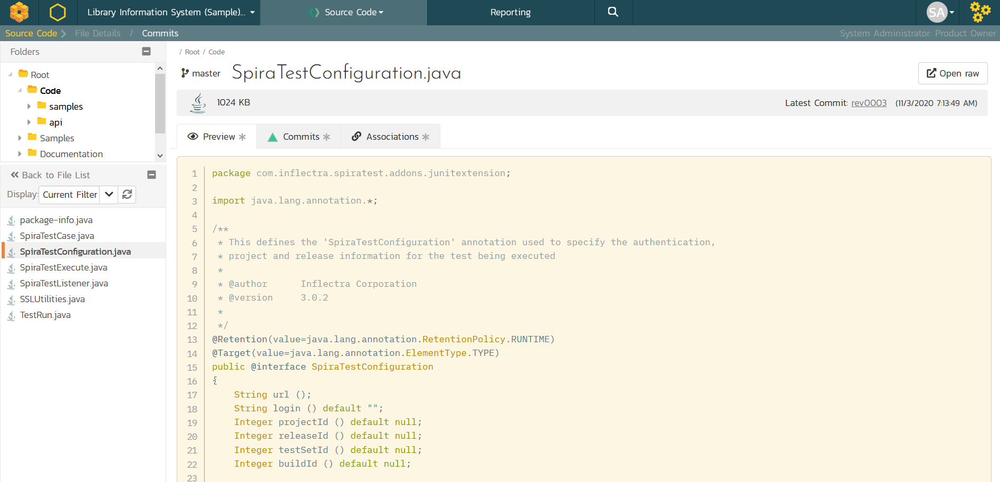 Library Information System (Sample)... Source Code Reporting SA
Source Code File Details / Commits System Administrator: Product Owner
Folders
Root
Code
samples
api
Samples
Documentation
Back to File List
Display: Current Filter
package-info.java
SpiraTestCase.java
SpiraTestConfiguration.java
SpiraTestExecute.java
SpiraTestListener.java
SSLUtilities.java
TestRun.java
/ Root / Code
master SpiraTestConfiguration.java Open raw
1024 KB Latest Commit: rev0003 (11/3/2020 7:13:49 AM)
Preview * Commits * Associations *
1 package com.inflectra.spiratest.addons.junitextension;
2
3 import java.lang.annotation.*;
4
5 /**
6 * This defines the 'SpiraTestConfiguration' annotation used to specify the authentication,
7 * project and release information for the test being executed
8 *
9 * @author Inflectra Corporation
10 * @version 3.0.2
11 *
12 */
13 @Retention(value=java.lang.annotation.RetentionPolicy.RUNTIME)
14 @Target(value=java.lang.annotation.ElementType.TYPE)
15 public @interface SpiraTestConfiguration
16 {
17 String url ();
18 String login () default "";
19 Integer projectId () default null;
20 Integer releaseId () default null;
21 Integer testSetId () default null;
22 Integer buildId () default null;
23